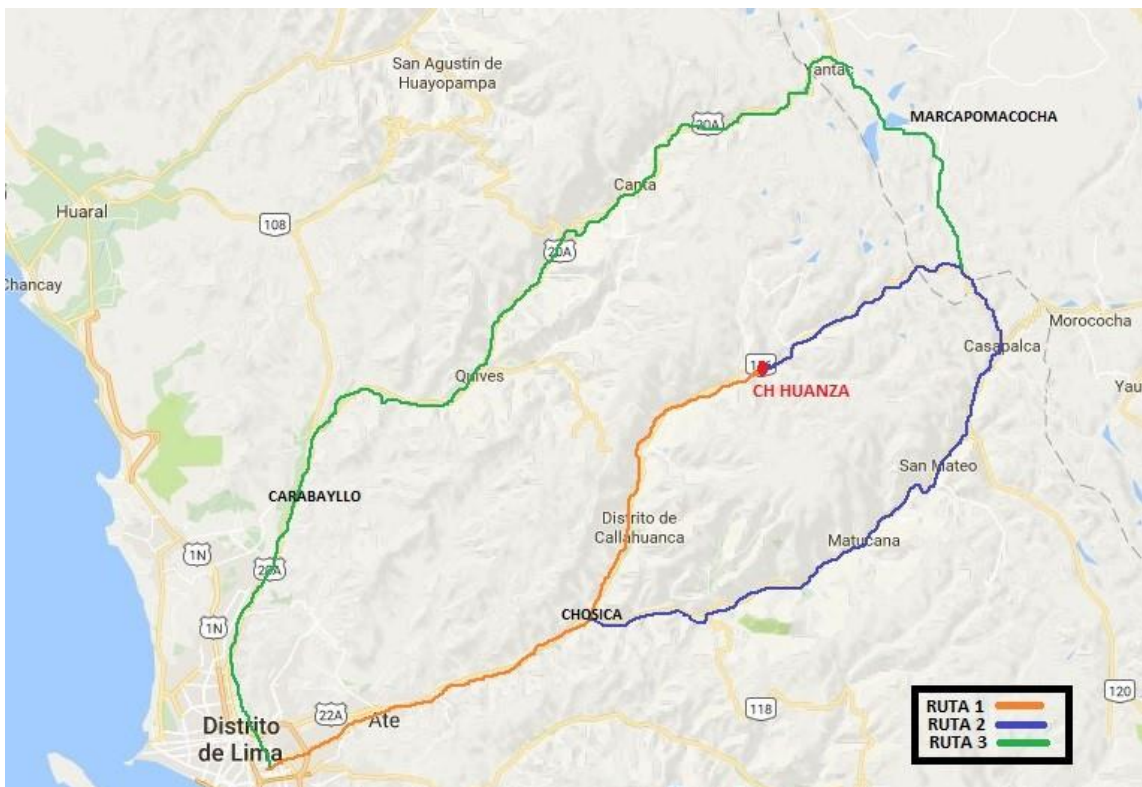 San Agustín de
Huayopampa
Yantac
MARCAPOMACOCHA
20A
Canta
Huaral
108
20A
Chancay
Morococha
Casapalca
CH HUANZA
Quives
Yau
San Mateo
CARABAYLLO
Distrito de
Callahuanca
Matucana
1N
CHOSICA
1N
120
118
22A
Ate
Distrito
de Lima
RUTA 1
RUTA 2
RUTA 3